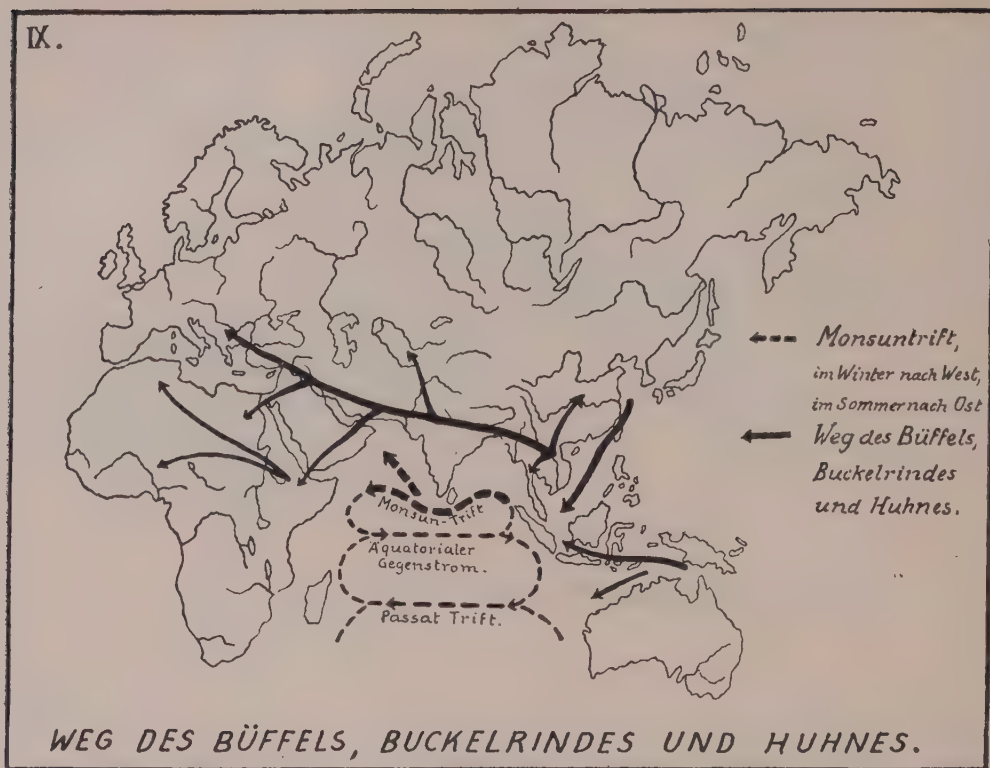 IX.
Monsuntrift,
im Winter nach West,
im Sommer nach Ost
Weg des Büffels,
Buckelrindes
und Huhnes.
Monsun-Trift
Äquatorialer
Gegenstrom.
Passat Trift.
WEG DES BÜFFELS, BUCKELRINDES UND HUHNES.